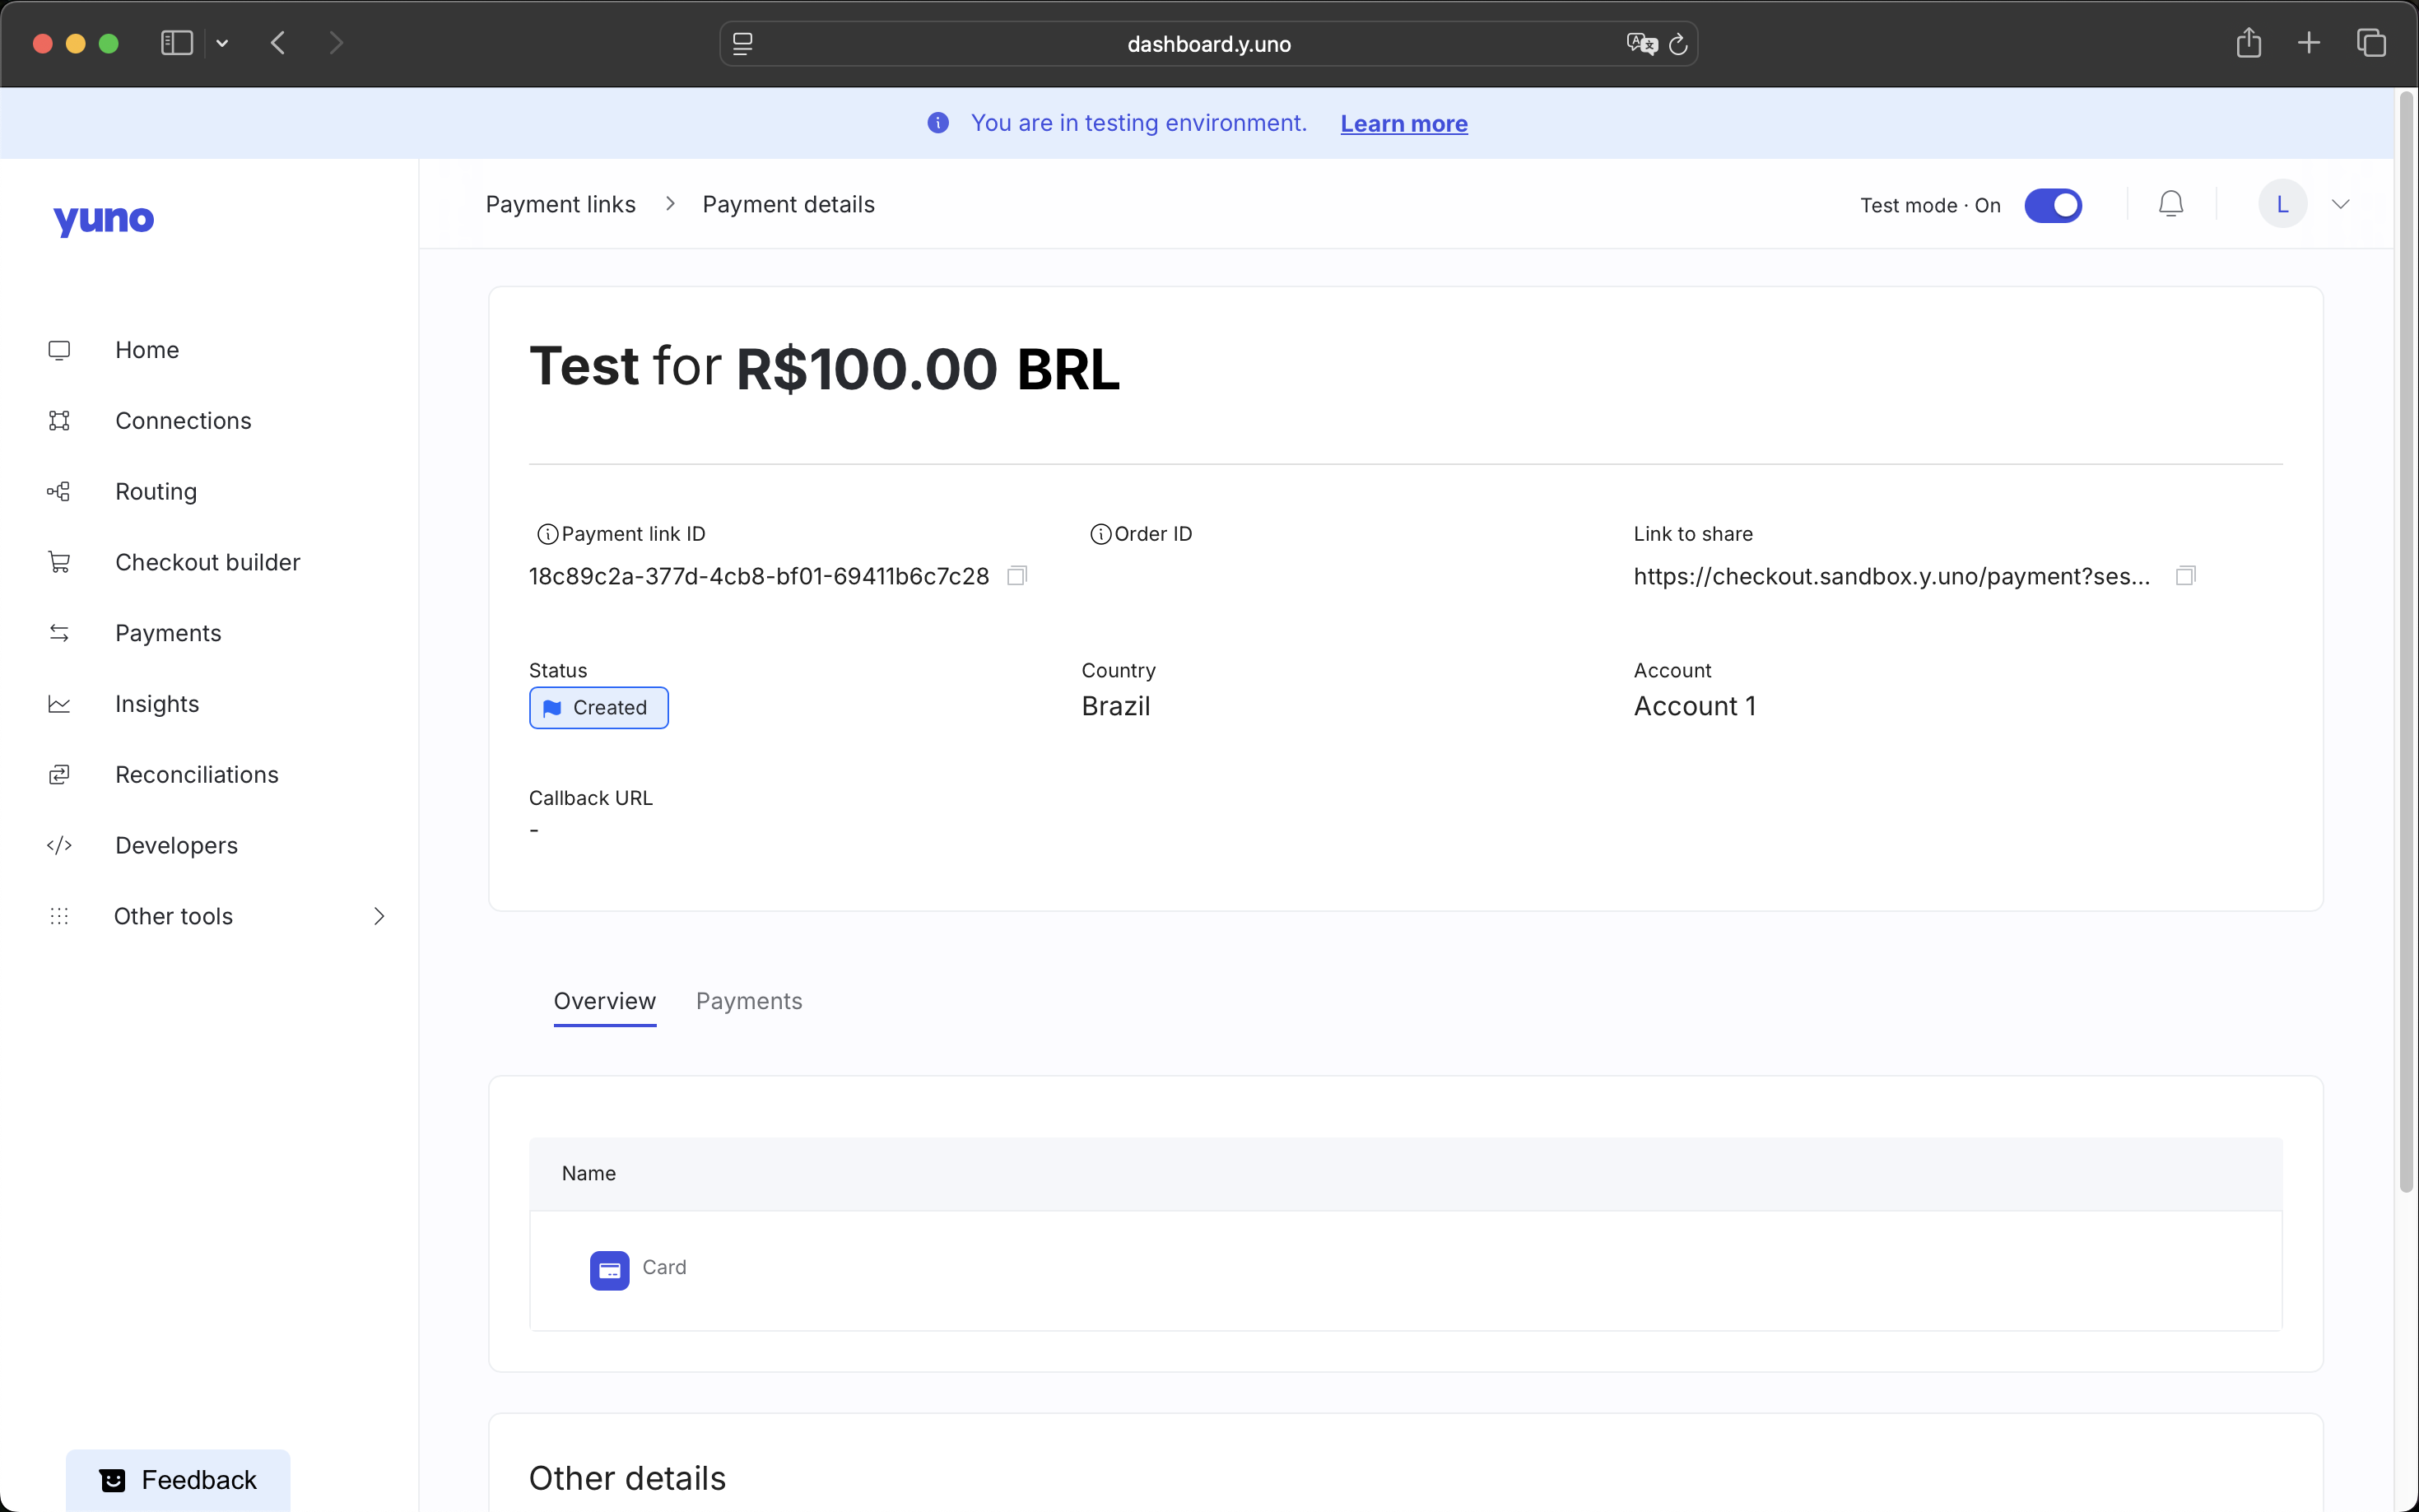 dashboard.y.uno
You are in testing environment. Learn more
yuno
Payment links > Payment details
Test mode · On
L
Home
Connections
Routing
Checkout builder
Payments
Insights
Reconciliations
Developers
Other tools
Feedback
Test for R$100.00 BRL
Payment link ID
18c89c2a-377d-4cb8-bf01-69411b6c7c28
Order ID
Link to share
https://checkout.sandbox.y.uno/payment?ses...
Status
Created
Country
Brazil
Account
Account 1
Callback URL
-
Overview Payments
Name
Card
Other details